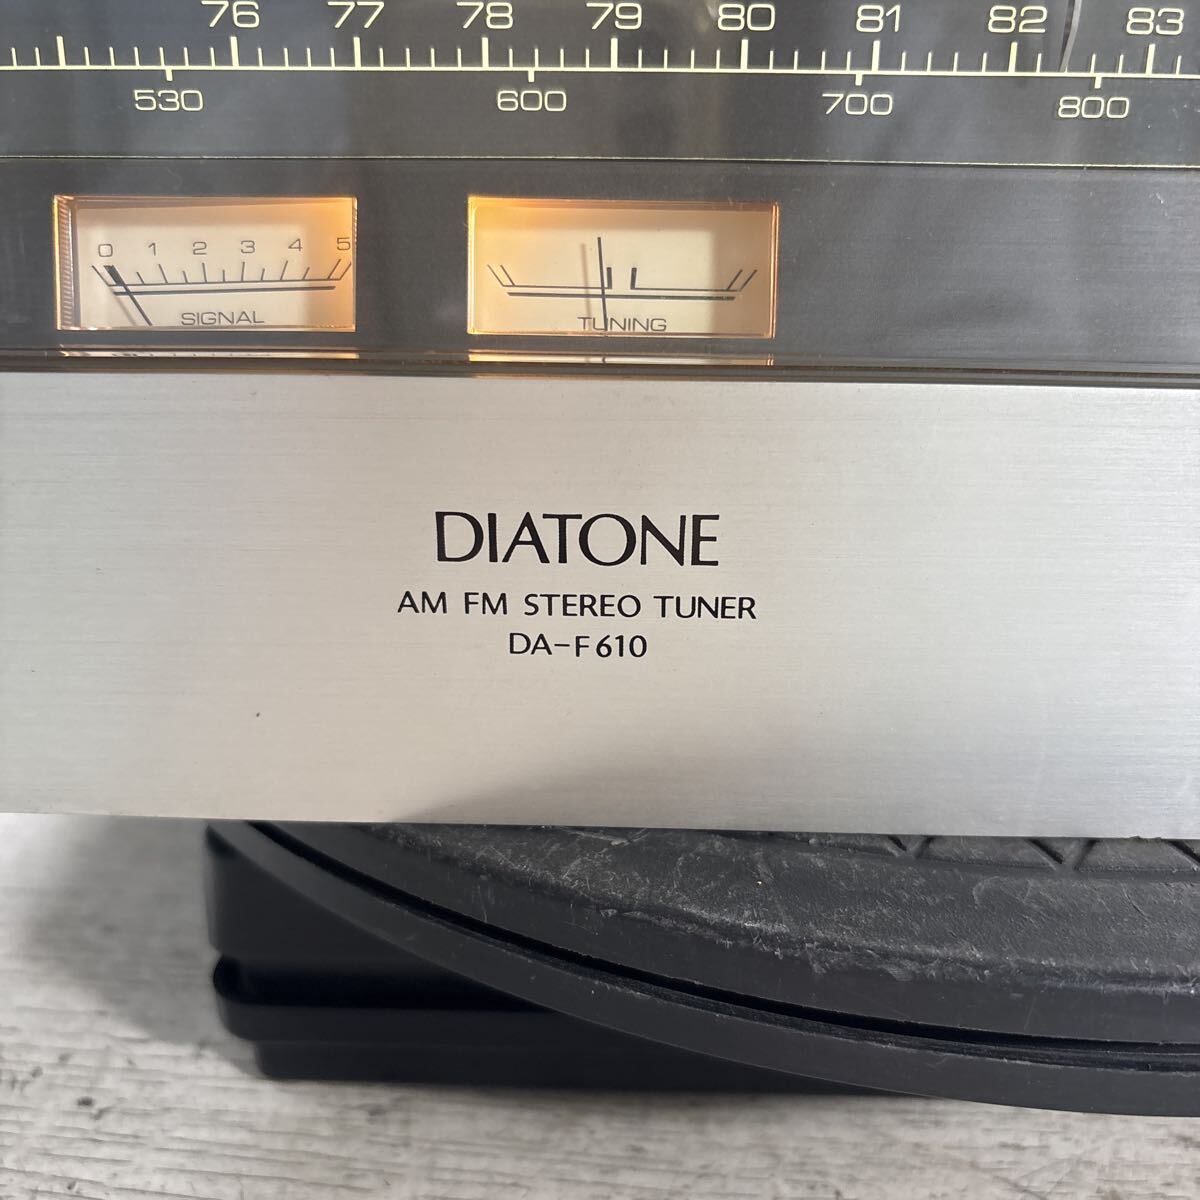 76 77 78 79 80 81 82 83
530 600 700 800
0 1 2 3 4 5
SIGNAL
TUNING
DIATONE
AM FM STEREO TUNER
DA-F610